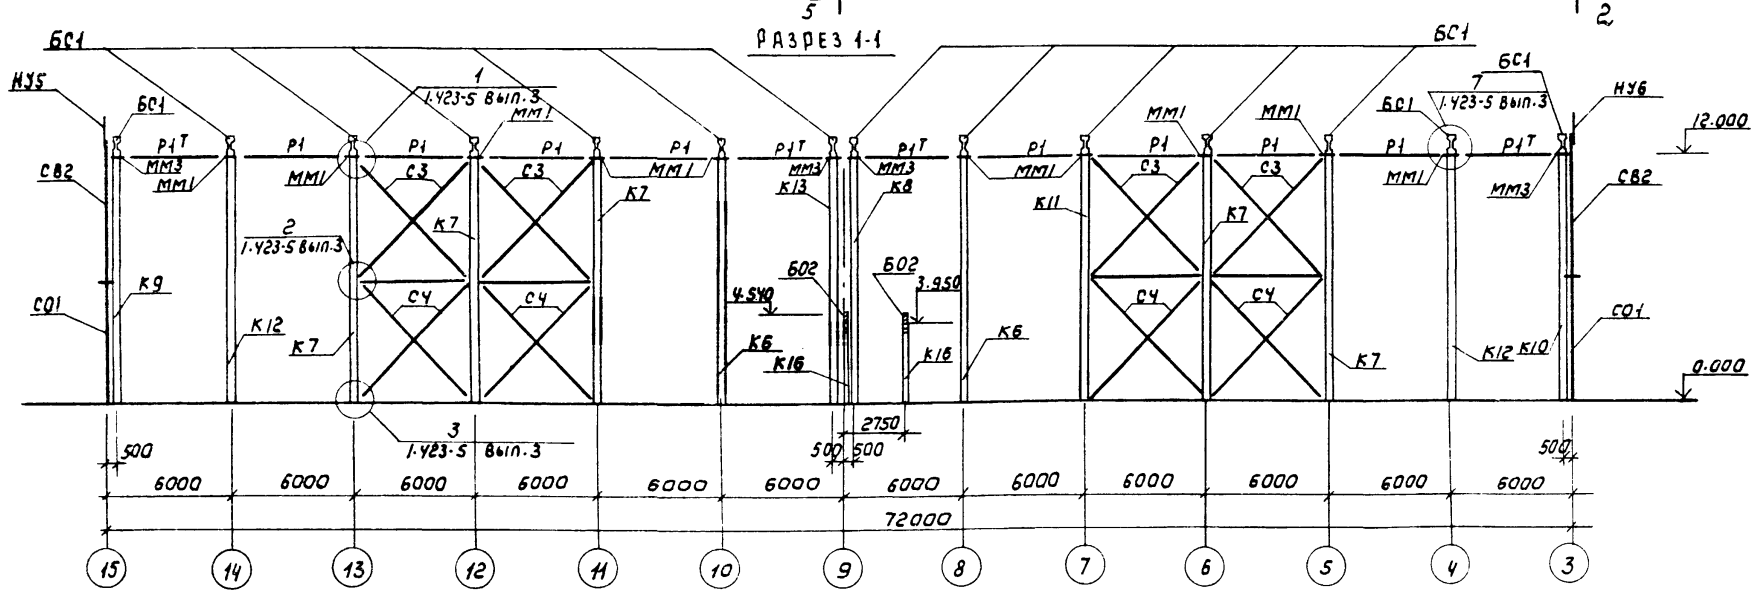 5 2
РАЗРЕЗ 1-1
БС1 БС1
НУ5 1 7 БС1 НУ6
1.423-5 Вып.3 1.423-5 Вып.3
БС1 ММ1 ММ1 ММ1 БС1 12.000
Р1Т Р1 Р1 Р1 Р1 Р1Т Р1Т Р1 Р1 Р1 Р1 Р1Т
ММ3 ММ1 ММ1 ММ1 ММ3 ММ3 ММ1 ММ1 ММ3
СВ2 С3 С3 К7 К13 К8 К11 С3 С3 СВ2
2 К7 К7
1.423-5 Вып.3
Б02 Б02
К9 С4 С4 4.540 3.950 С4 С4
С01 К12 К7 К6 К16 К16 К6 К7 К12 К10 С01
0.000
3
1.423-5 Вып.3
2750
500 500 500 500
6000 6000 6000 6000 6000 6000 6000 6000 6000 6000 6000 6000
72000
15 14 13 12 11 10 9 8 7 6 5 4 3